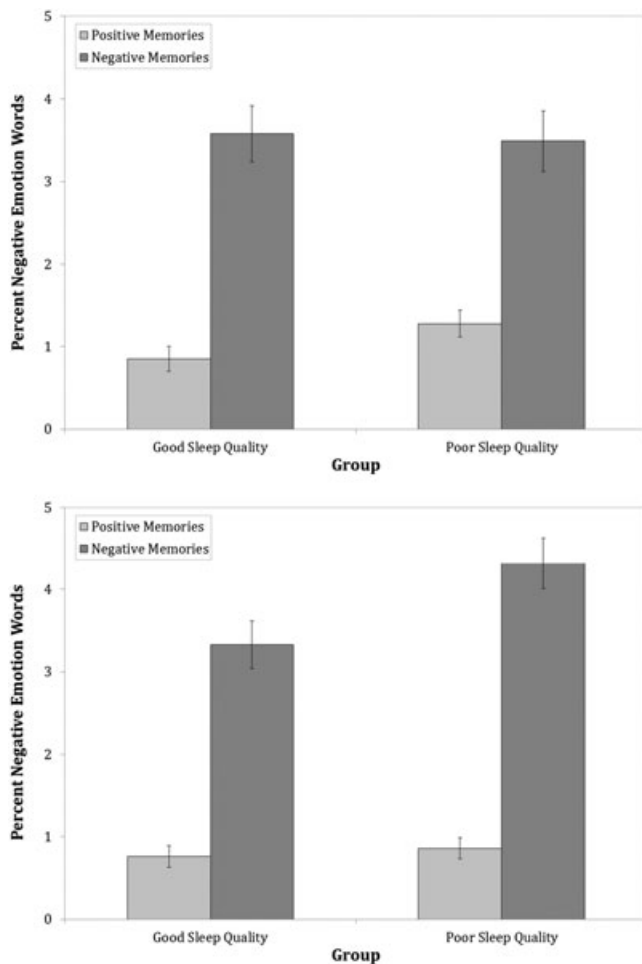 5
Positive Memories
Negative Memories
4
3
2
1
0
Percent Negative Emotion Words
Good Sleep Quality
Poor Sleep Quality
Group
5
Positive Memories
Negative Memories
4
3
2
1
0
Percent Negative Emotion Words
Good Sleep Quality
Poor Sleep Quality
Group